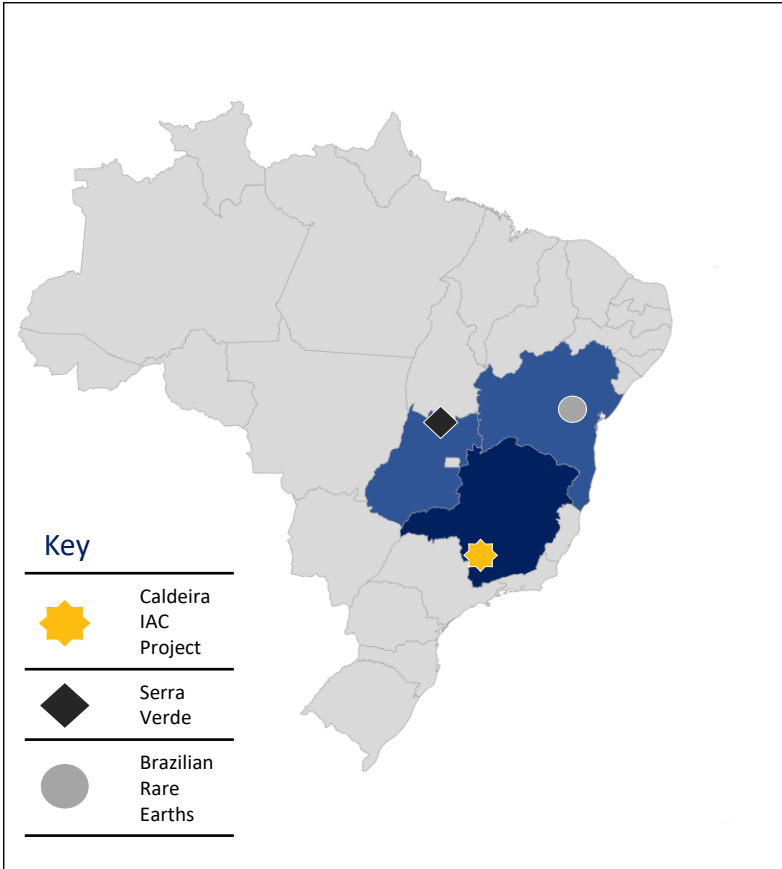 Key
Caldeira
IAC
Project
Serra
Verde
Brazilian
Rare
Earths